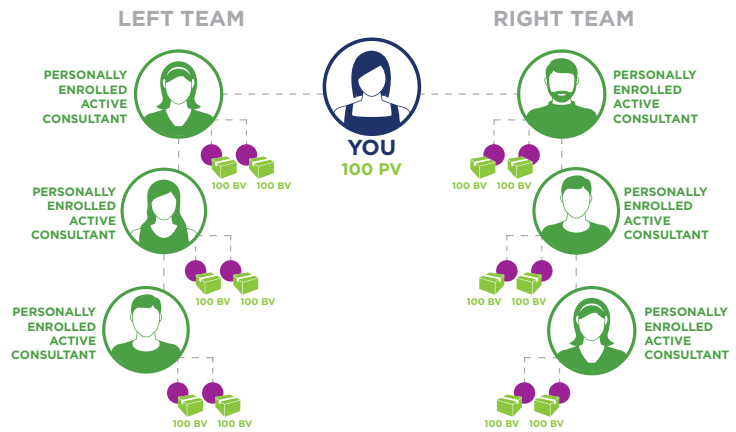 LEFT TEAM
RIGHT TEAM
PERSONALLY
ENROLLED
ACTIVE
CONSULTANT
YOU
100 PV
PERSONALLY
ENROLLED
ACTIVE
CONSULTANT
100 BV 100 BV
100 BV 100 BV
PERSONALLY
ENROLLED
ACTIVE
CONSULTANT
PERSONALLY
ENROLLED
ACTIVE
CONSULTANT
100 BV 100 BV
100 BV 100 BV
PERSONALLY
ENROLLED
ACTIVE
CONSULTANT
PERSONALLY
ENROLLED
ACTIVE
CONSULTANT
100 BV 100 BV
100 BV 100 BV